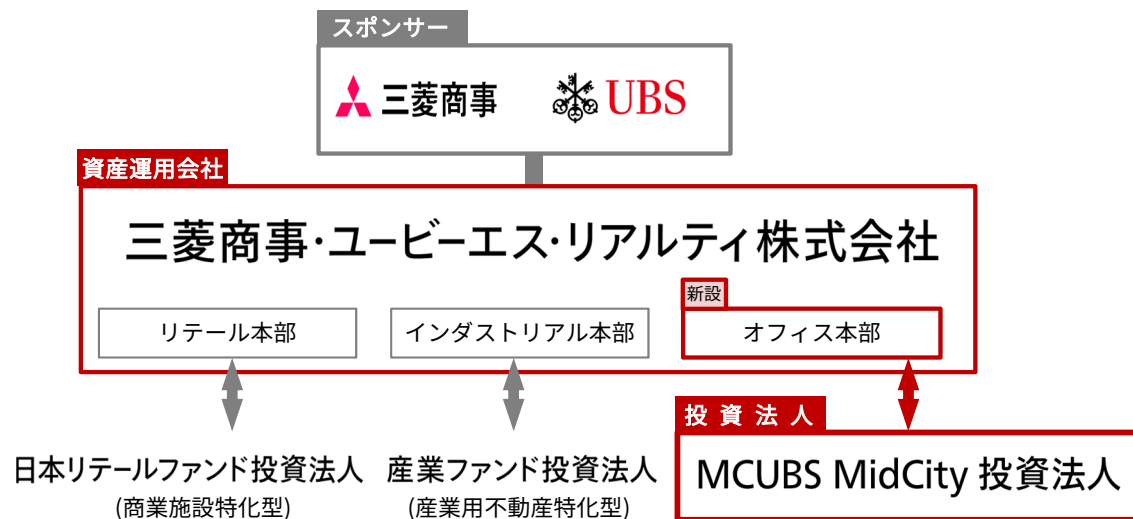 スポンサー
三菱商事 UBS
資産運用会社
三菱商事・ユービーエス・リアルティ株式会社
新設
リテール本部 インダストリアル本部 オフィス本部
投資法人
日本リテールファンド投資法人 産業ファンド投資法人 MCUBS MidCity 投資法人
(商業施設特化型) (産業用不動産特化型)